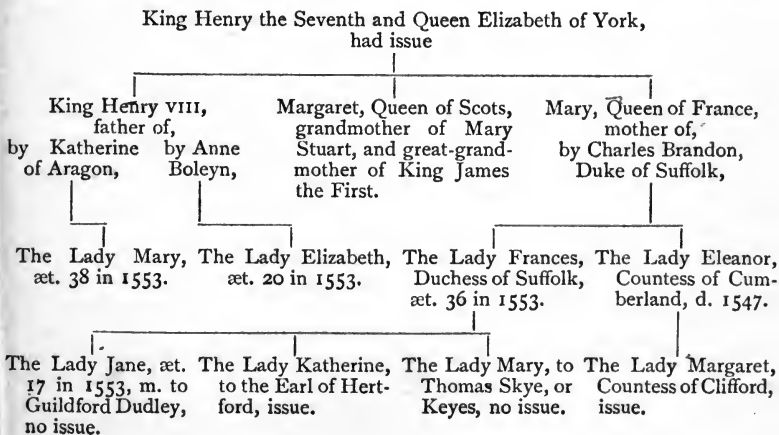 King Henry the Seventh and Queen Elizabeth of York,
had issue
King Henry VIII,
father of,
by Katherine by Anne
of Aragon, Boleyn,
Margaret, Queen of Scots,
grandmother of Mary
Stuart, and great-grand-
mother of King James
the First.
Mary, Queen of France,
mother of,
by Charles Brandon,
Duke of Suffolk,
The Lady Mary,
æt. 38 in 1553.
The Lady Elizabeth,
æt. 20 in 1553.
The Lady Frances,
Duchess of Suffolk,
æt. 36 in 1553.
The Lady Eleanor,
Countess of Cum-
berland, d. 1547.
The Lady Jane, æt.
17 in 1553, m. to
Guildford Dudley,
no issue.
The Lady Katherine,
to the Earl of Hert-
ford, issue.
The Lady Mary, to
Thomas Skye, or
Keyes, no issue.
The Lady Margaret,
Countess of Clifford,
issue.